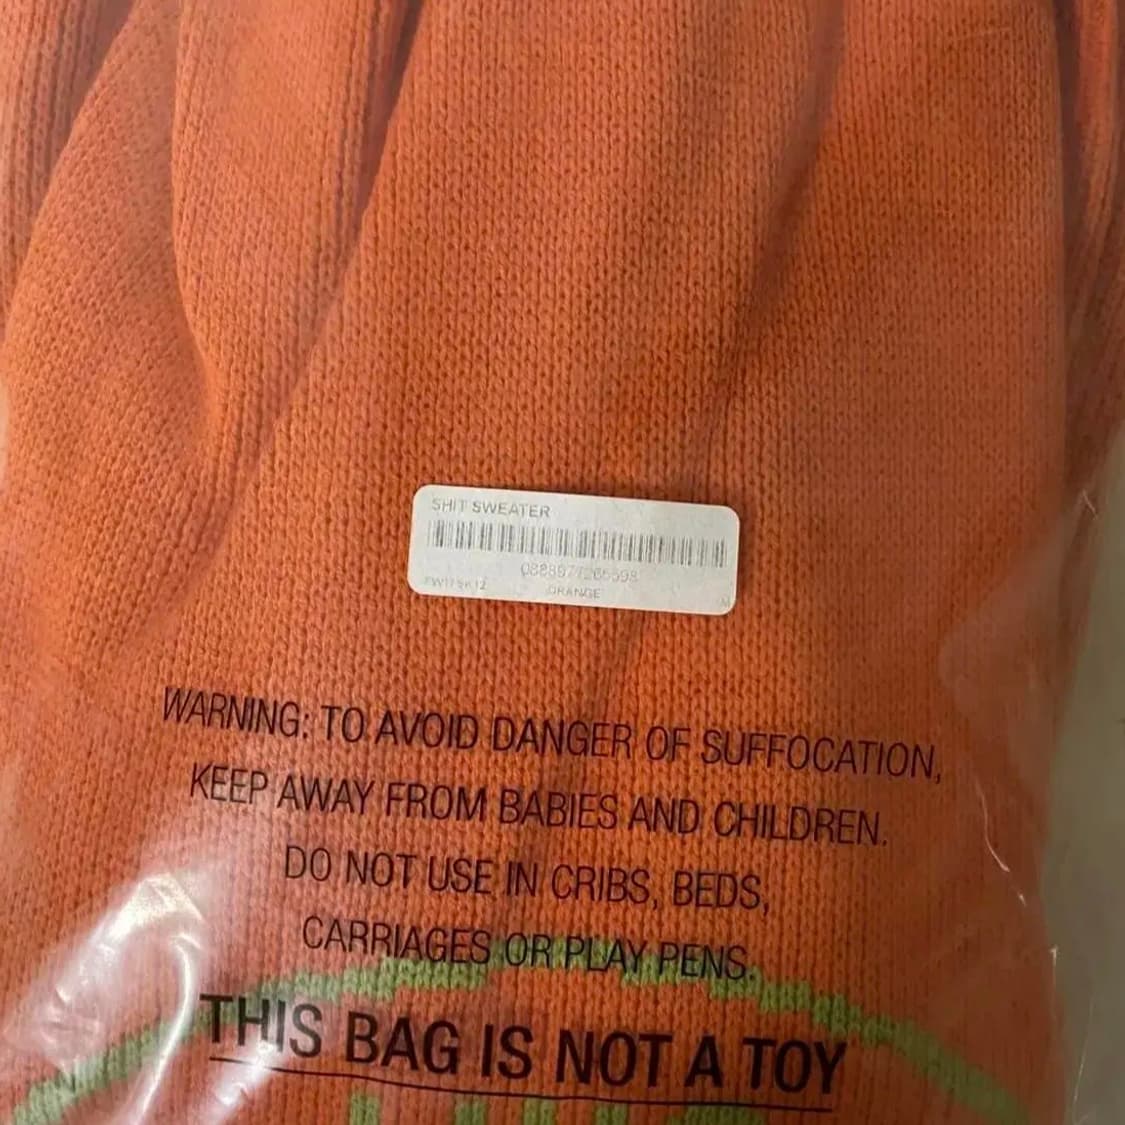 SHIT SWEATER
ORANGE
M
WARNING: TO AVOID DANGER OF SUFFOCATION,
KEEP AWAY FROM BABIES AND CHILDREN.
DO NOT USE IN CRIBS, BEDS,
CARRIAGES OR PLAY PENS.
THIS BAG IS NOT A TOY